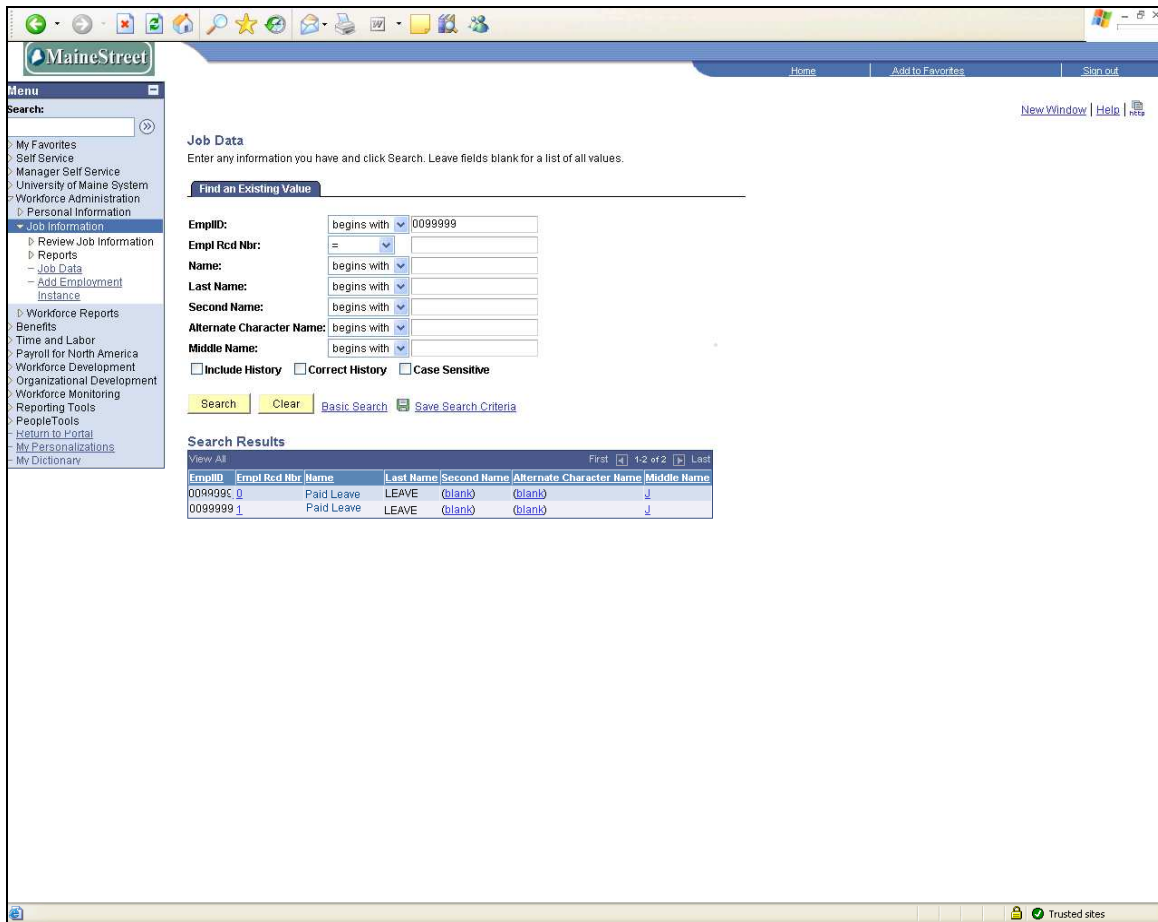 MaineStreet
Home Add to Favorites Sign out
Menu
Search:
New Window | Help | http
My Favorites
Self Service
Manager Self Service
University of Maine System
Workforce Administration
Personal Information
Job Information
Review Job Information
Reports
Job Data
Add Employment
Instance
Workforce Reports
Benefits
Time and Labor
Payroll for North America
Workforce Development
Organizational Development
Workforce Monitoring
Reporting Tools
PeopleTools
Return to Portal
My Personalizations
My Dictionary
Job Data
Enter any information you have and click Search. Leave fields blank for a list of all values.
Find an Existing Value
EmplID: begins with 0099999
Empl Rcd Nbr: =
Name: begins with
Last Name: begins with
Second Name: begins with
Alternate Character Name: begins with
Middle Name: begins with
Include History Correct History Case Sensitive
Search Clear Basic Search Save Search Criteria
Search Results
View All First 1-2 of 2 Last
EmplID Empl Rcd Nbr Name Last Name Second Name Alternate Character Name Middle Name
0099999 0 Paid Leave LEAVE (blank) (blank) J
0099999 1 Paid Leave LEAVE (blank) (blank) J
Trusted sites